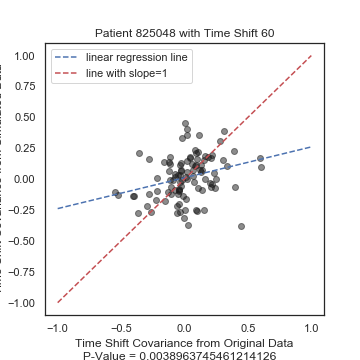 Patient 825048 with Time Shift 60
linear regression line
line with slope=1
1.00
0.75
0.50
0.25
0.00
−0.25
−0.50
−0.75
−1.00
−1.0
−0.5
0.0
0.5
1.0
Time Shift Covariance from Original Data
P-Value = 0.0038963745461214126